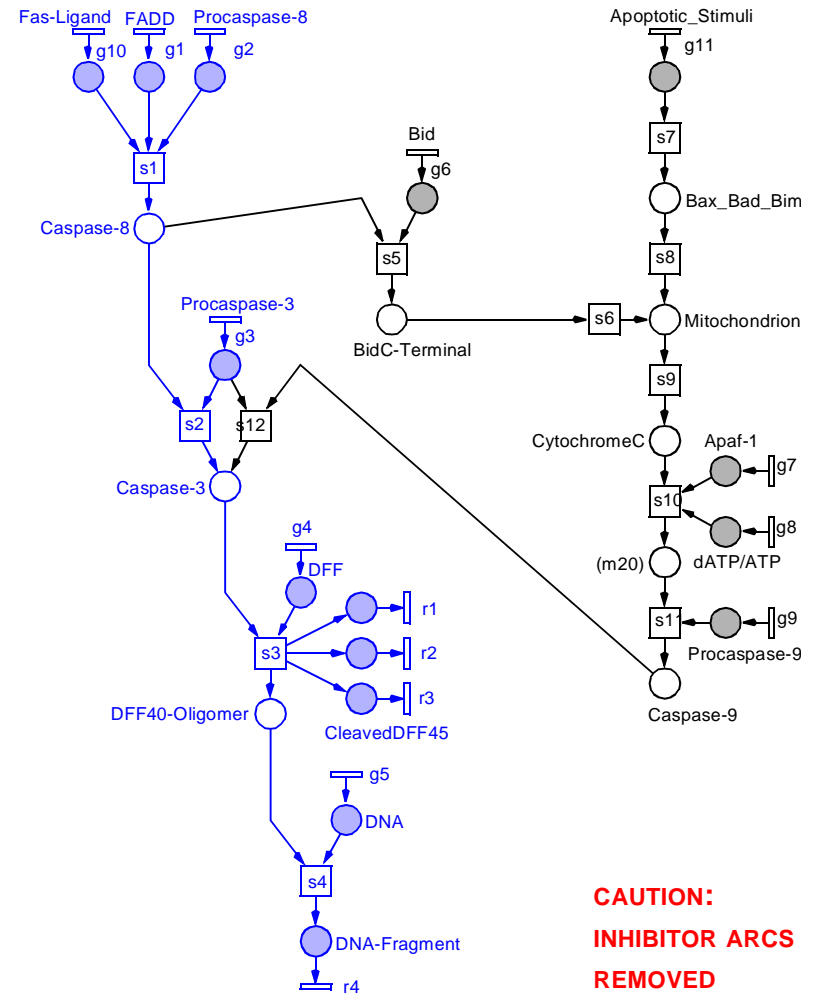 Fas-Ligand FADD Procaspase-8
g10 g1 g2
Apoptotic_Stimuli
g11
s1
s7
Bid
g6
Caspase-8
Bax_Bad_Bim
s5
s8
Procaspase-3
g3
BidC-Terminal
s6
Mitochondrion
s9
s2
s12
CytochromeC
Apaf-1
g7
Caspase-3
s10
g8
dATP/ATP
g4
DFF
(m20)
r1
s11
g9
Procaspase-9
s3
r2
r3
CleavedDFF45
DFF40-Oligomer
Caspase-9
g5
DNA
s4
DNA-Fragment
r4
CAUTION:
INHIBITOR ARCS
REMOVED